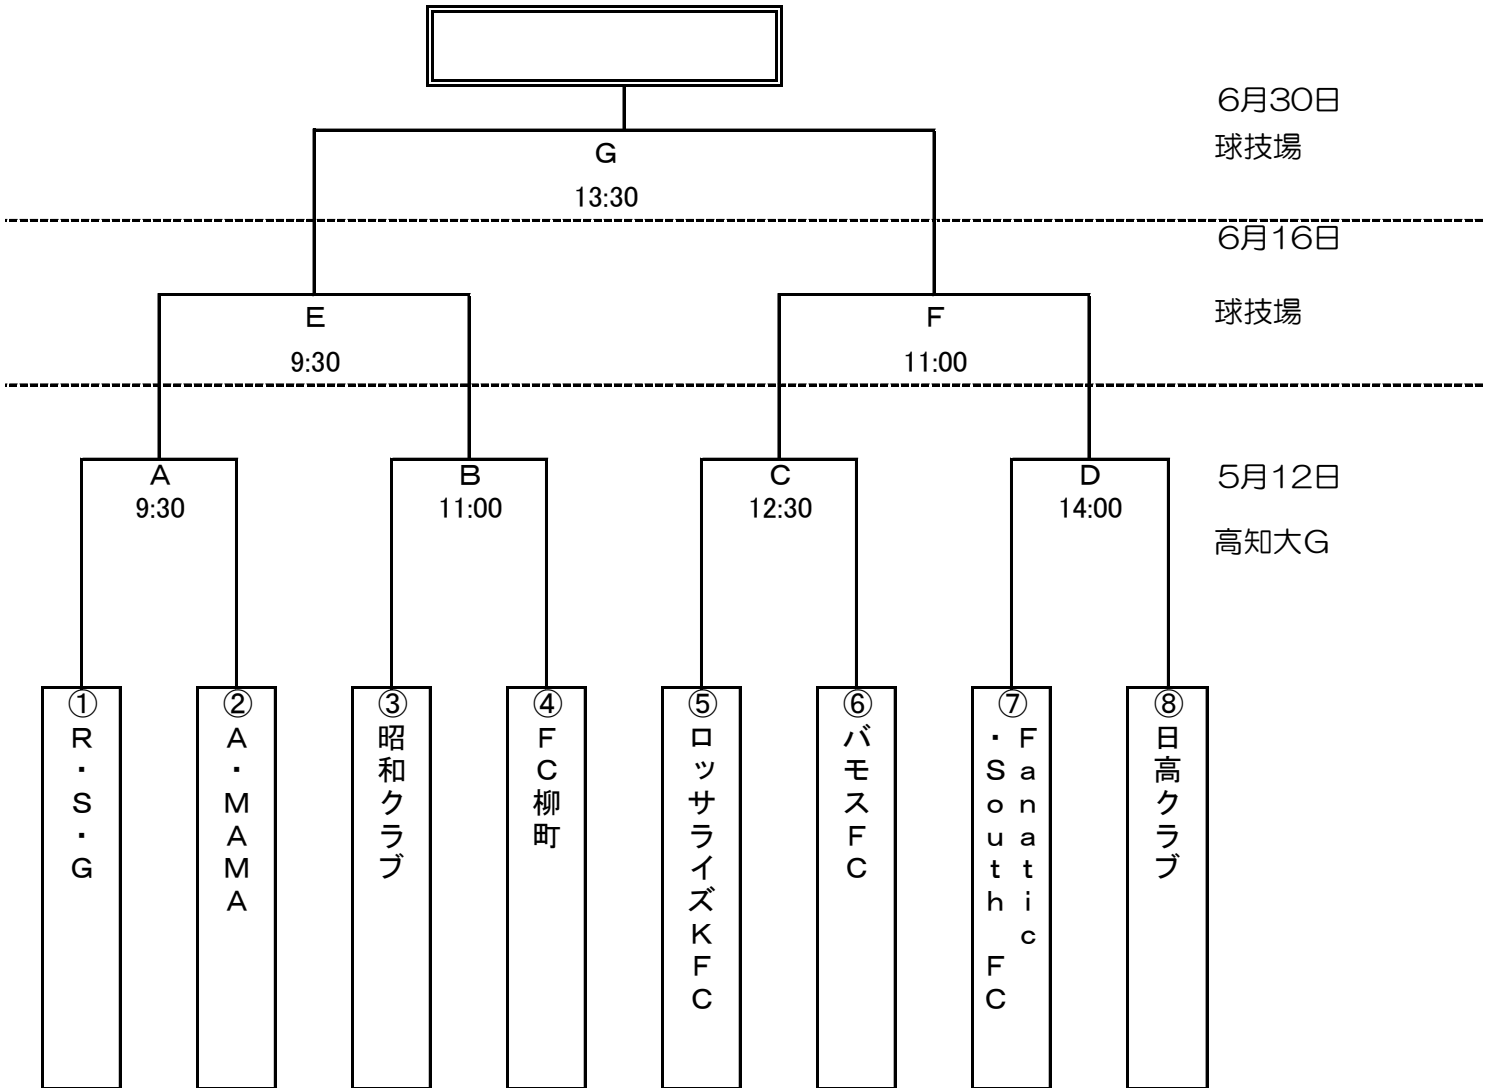 6月30日
球技場
G
13:30
6月16日
球技場
E
9:30
F
11:00
5月12日
高知大G
A
9:30
B
11:00
C
12:30
D
14:00
①
R・S・G
②
A・MAMA
③
昭和クラブ
④
FC柳町
⑤
ロッサライズKFC
⑥
バモスFC
⑦
Fanatic
・South FC
⑧
日高クラブ